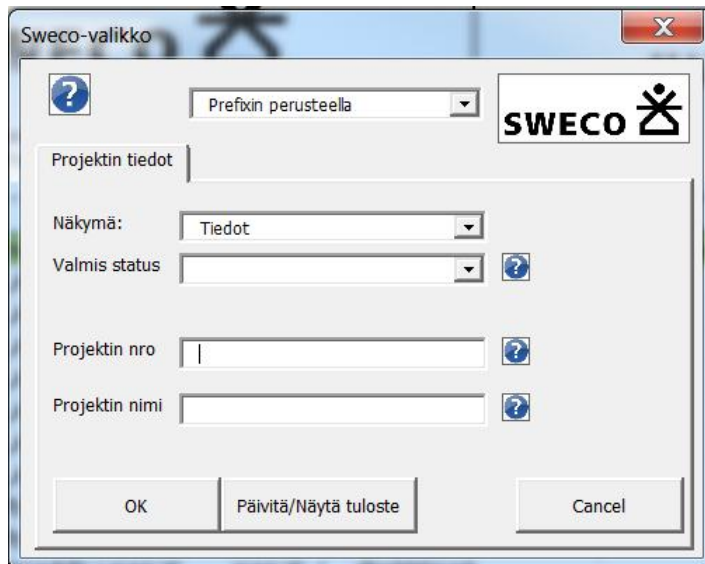 Sweco-valikko
Prefixin perusteella
SWECO
Projektin tiedot
Näkymä:
Tiedot
Valmis status
Projektin nro
Projektin nimi
OK
Päivitä/Näytä tuloste
Cancel